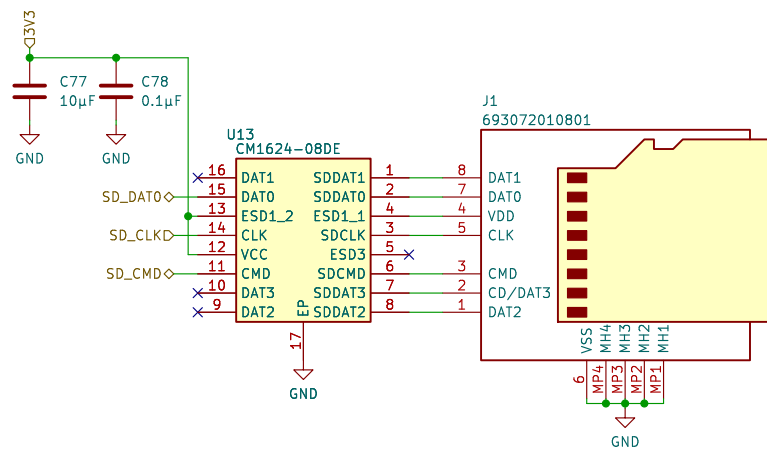 3V3
C77
10µF
C78
0.1µF
GND
GND
U13
CM1624-08DE
J1
693072010801
16 DAT1 SDDAT1 1 8 DAT1
SD_DAT0 15 DAT0 SDDAT0 2 7 DAT0
13 ESD1_2 ESD1_1 4 4 VDD
SD_CLK 14 CLK SDCLK 3 5 CLK
12 VCC ESD3 5
SD_CMD 11 CMD SDCMD 6 3 CMD
10 DAT3 SDDAT3 7 2 CD/DAT3
9 DAT2 SDDAT2 8 1 DAT2
EP
17
GND
VSS MH4 MH3 MH2 MH1
6 MP4 MP3 MP2 MP1
GND